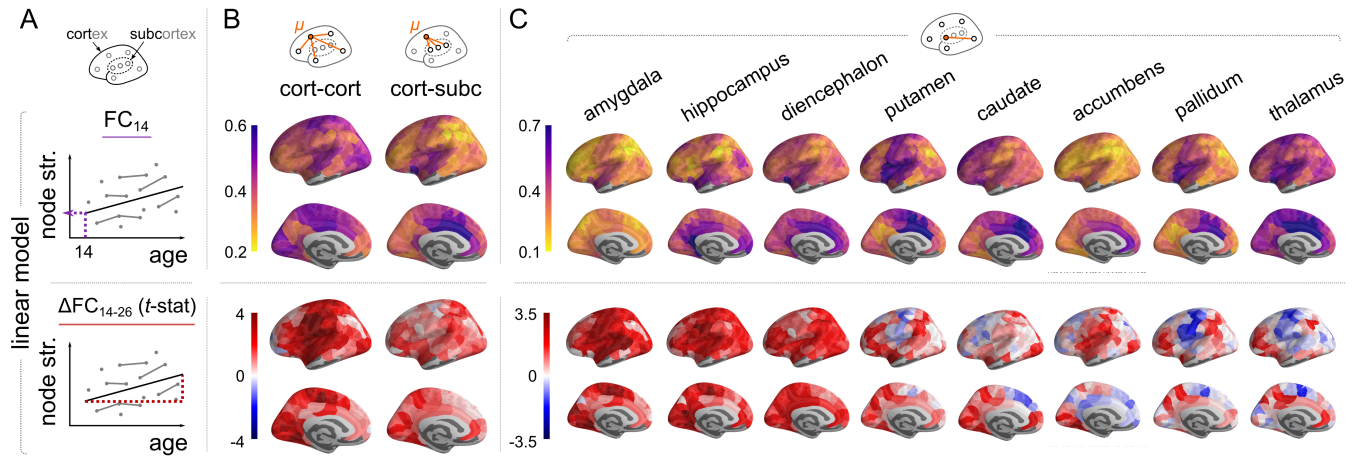 A
cortex
subcortex
FC14
node str.
14
age
linear model
ΔFC14-26 (t-stat)
node str.
age
B
μ
μ
cort-cort
cort-subc
0.6
0.4
0.2
4
0
-4
C
amygdala
hippocampus
diencephalon
putamen
caudate
accumbens
pallidum
thalamus
0.7
0.4
0.1
3.5
0
-3.5